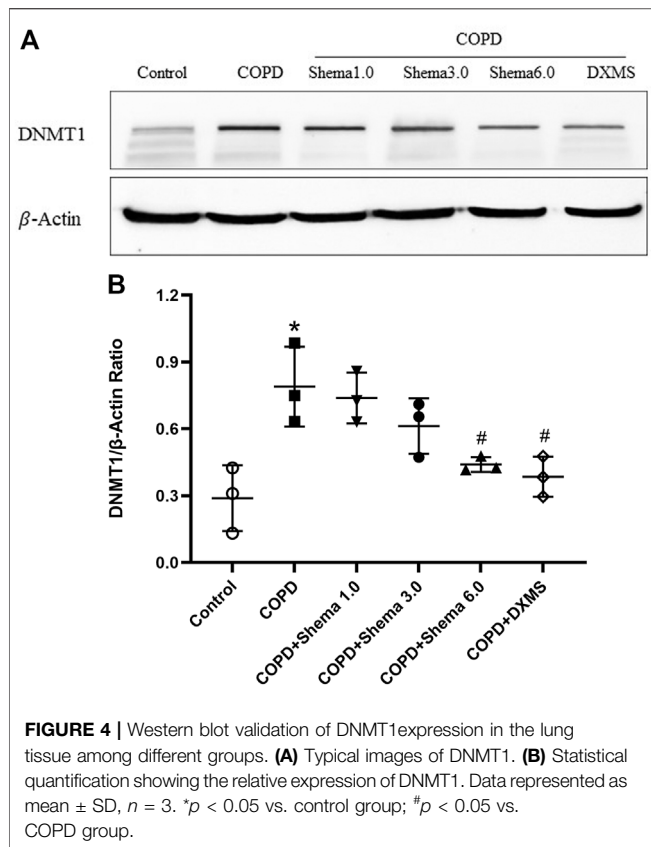 A
COPD
Control COPD Shema1.0 Shema3.0 Shema6.0 DXMS
DNMT1
β-Actin
B
DNMT1/β-Actin Ratio
1.2
0.9
0.6
0.3
0.0
*
#
#
Control
COPD
COPD+Shema 1.0
COPD+Shema 3.0
COPD+Shema 6.0
COPD+DXMS
FIGURE 4 | Western blot validation of DNMT1expression in the lung
tissue among different groups. (A) Typical images of DNMT1. (B) Statistical
quantification showing the relative expression of DNMT1. Data represented as
mean ± SD, n = 3. *p < 0.05 vs. control group; #p < 0.05 vs.
COPD group.